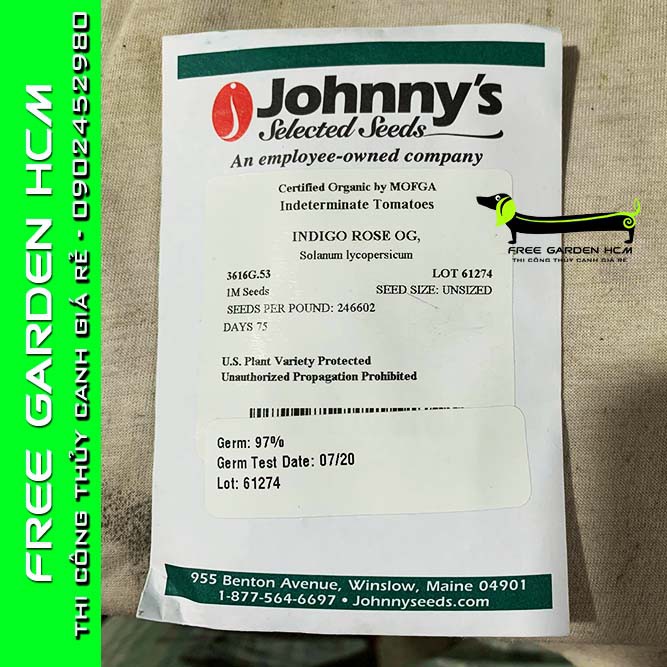 FREE GARDEN HCM
THI CÔNG THỦY CANH GIÁ RẺ - 0902452980
Johnny's
Selected Seeds
An employee-owned company
Certified Organic by MOFGA
Indeterminate Tomatoes
INDIGO ROSE OG,
Solanum lycopersicum
3616G.53 LOT 61274
1M Seeds SEED SIZE: UNSIZED
SEEDS PER POUND: 246602
DAYS 75
U.S. Plant Variety Protected
Unauthorized Propagation Prohibited
FREE GARDEN HCM
THI CÔNG THỦY CANH GIÁ RẺ
Germ: 97%
Germ Test Date: 07/20
Lot: 61274
955 Benton Avenue, Winslow, Maine 04901
1-877-564-6697 • Johnnyseeds.com